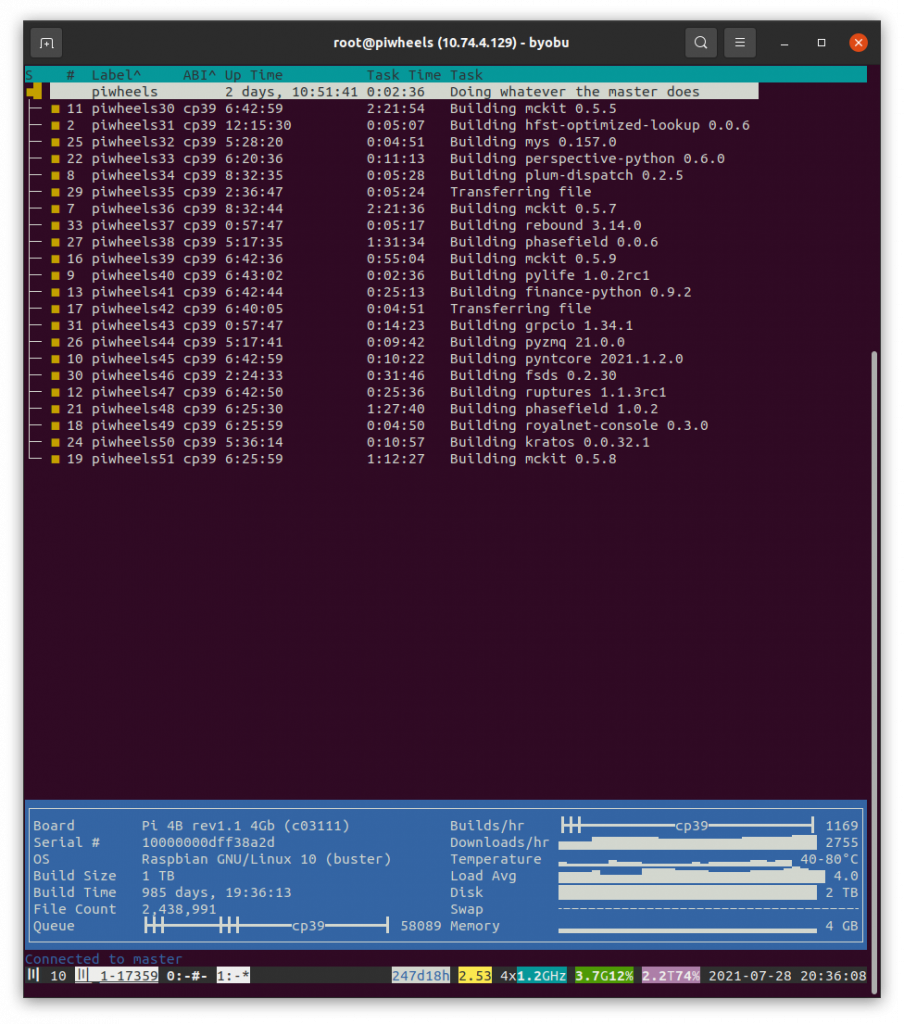 root@piwheels (10.74.4.129) - byobu
S # Label^ ABI^ Up Time Task Time Task
piwheels 2 days, 10:51:41 0:02:36 Doing whatever the master does
11 piwheels30 cp39 6:42:59 2:21:54 Building mckit 0.5.5
2 piwheels31 cp39 12:15:30 0:05:07 Building hfst-optimized-lookup 0.0.6
25 piwheels32 cp39 5:28:20 0:04:51 Building mys 0.157.0
22 piwheels33 cp39 6:20:36 0:11:13 Building perspective-python 0.6.0
8 piwheels34 cp39 8:32:35 0:05:28 Building plum-dispatch 0.2.5
29 piwheels35 cp39 2:36:47 0:05:24 Transferring file
7 piwheels36 cp39 8:32:44 2:21:36 Building mckit 0.5.7
33 piwheels37 cp39 0:57:47 0:05:17 Building rebound 3.14.0
27 piwheels38 cp39 5:17:35 1:31:34 Building phasefield 0.0.6
16 piwheels39 cp39 6:42:36 0:55:04 Building mckit 0.5.9
9 piwheels40 cp39 6:43:02 0:02:36 Building pylife 1.0.2rc1
13 piwheels41 cp39 6:42:44 0:25:13 Building finance-python 0.9.2
17 piwheels42 cp39 6:40:05 0:04:51 Transferring file
31 piwheels43 cp39 0:57:47 0:14:23 Building grpcio 1.34.1
26 piwheels44 cp39 5:17:41 0:09:42 Building pyzmq 21.0.0
10 piwheels45 cp39 6:42:59 0:10:22 Building pyntcore 2021.1.2.0
30 piwheels46 cp39 2:24:33 0:31:46 Building fsds 0.2.30
12 piwheels47 cp39 6:42:50 0:25:36 Building ruptures 1.1.3rc1
21 piwheels48 cp39 6:25:30 1:27:40 Building phasefield 1.0.2
18 piwheels49 cp39 6:25:59 0:04:50 Building royalnet-console 0.3.0
24 piwheels50 cp39 5:36:14 0:10:57 Building kratos 0.0.32.1
19 piwheels51 cp39 6:25:59 1:12:27 Building mckit 0.5.8
Board Pi 4B rev1.1 4Gb (c03111) Builds/hr cp39 1169
Serial # 10000000dff38a2d Downloads/hr 2755
OS Raspbian GNU/Linux 10 (buster) Temperature 40-80°C
Build Size 1 TB Load Avg 4.0
Build Time 985 days, 19:36:13 Disk 2 TB
File Count 2,438,991 Swap
Queue cp39 58089 Memory 4 GB
Connected to master
10 1-17359 0:-#- 1:-* 247d18h 2.53 4x1.2GHz 3.7G12% 2.2T74% 2021-07-28 20:36:08